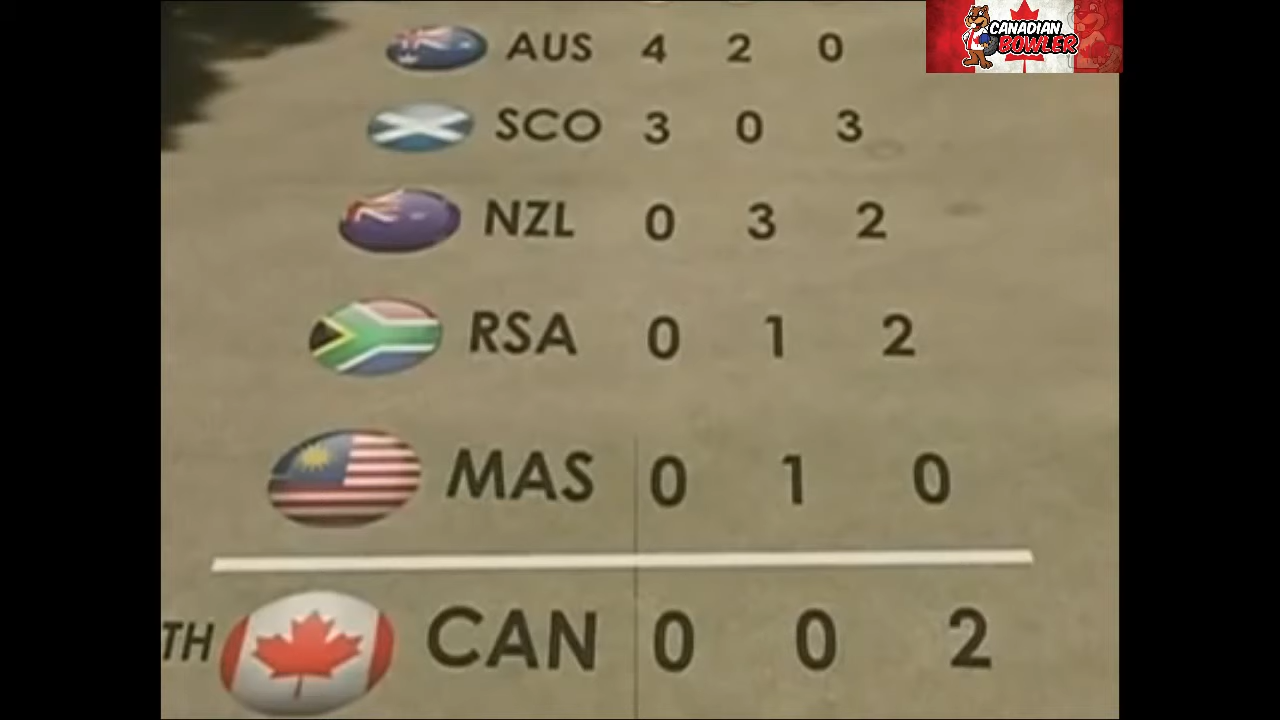 CANADIAN
BOWLER
AUS 4 2 0
SCO 3 0 3
NZL 0 3 2
RSA 0 1 2
MAS 0 1 0
TH CAN 0 0 2